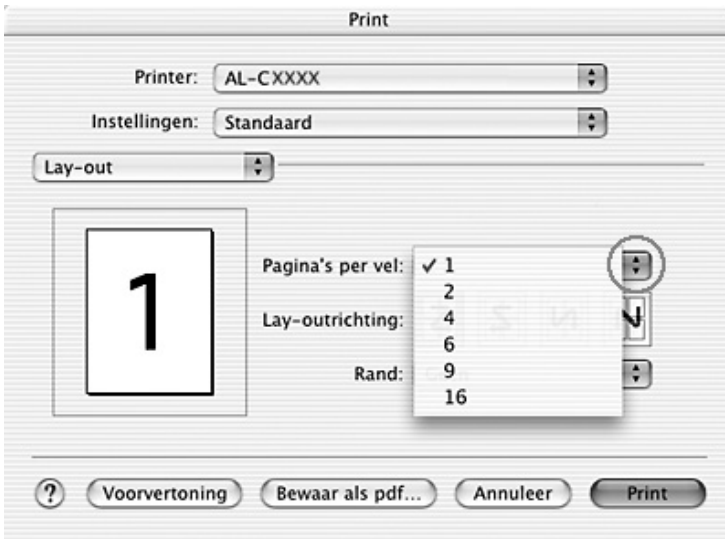 Print
Printer: AL-CXXXX
Instellingen: Standaard
Lay-out
1
Pagina's per vel: ✓ 1
2
Lay-outrichting: 4
6
Rand: 9
16
? Voorvertoning Bewaar als pdf... Annuleer Print